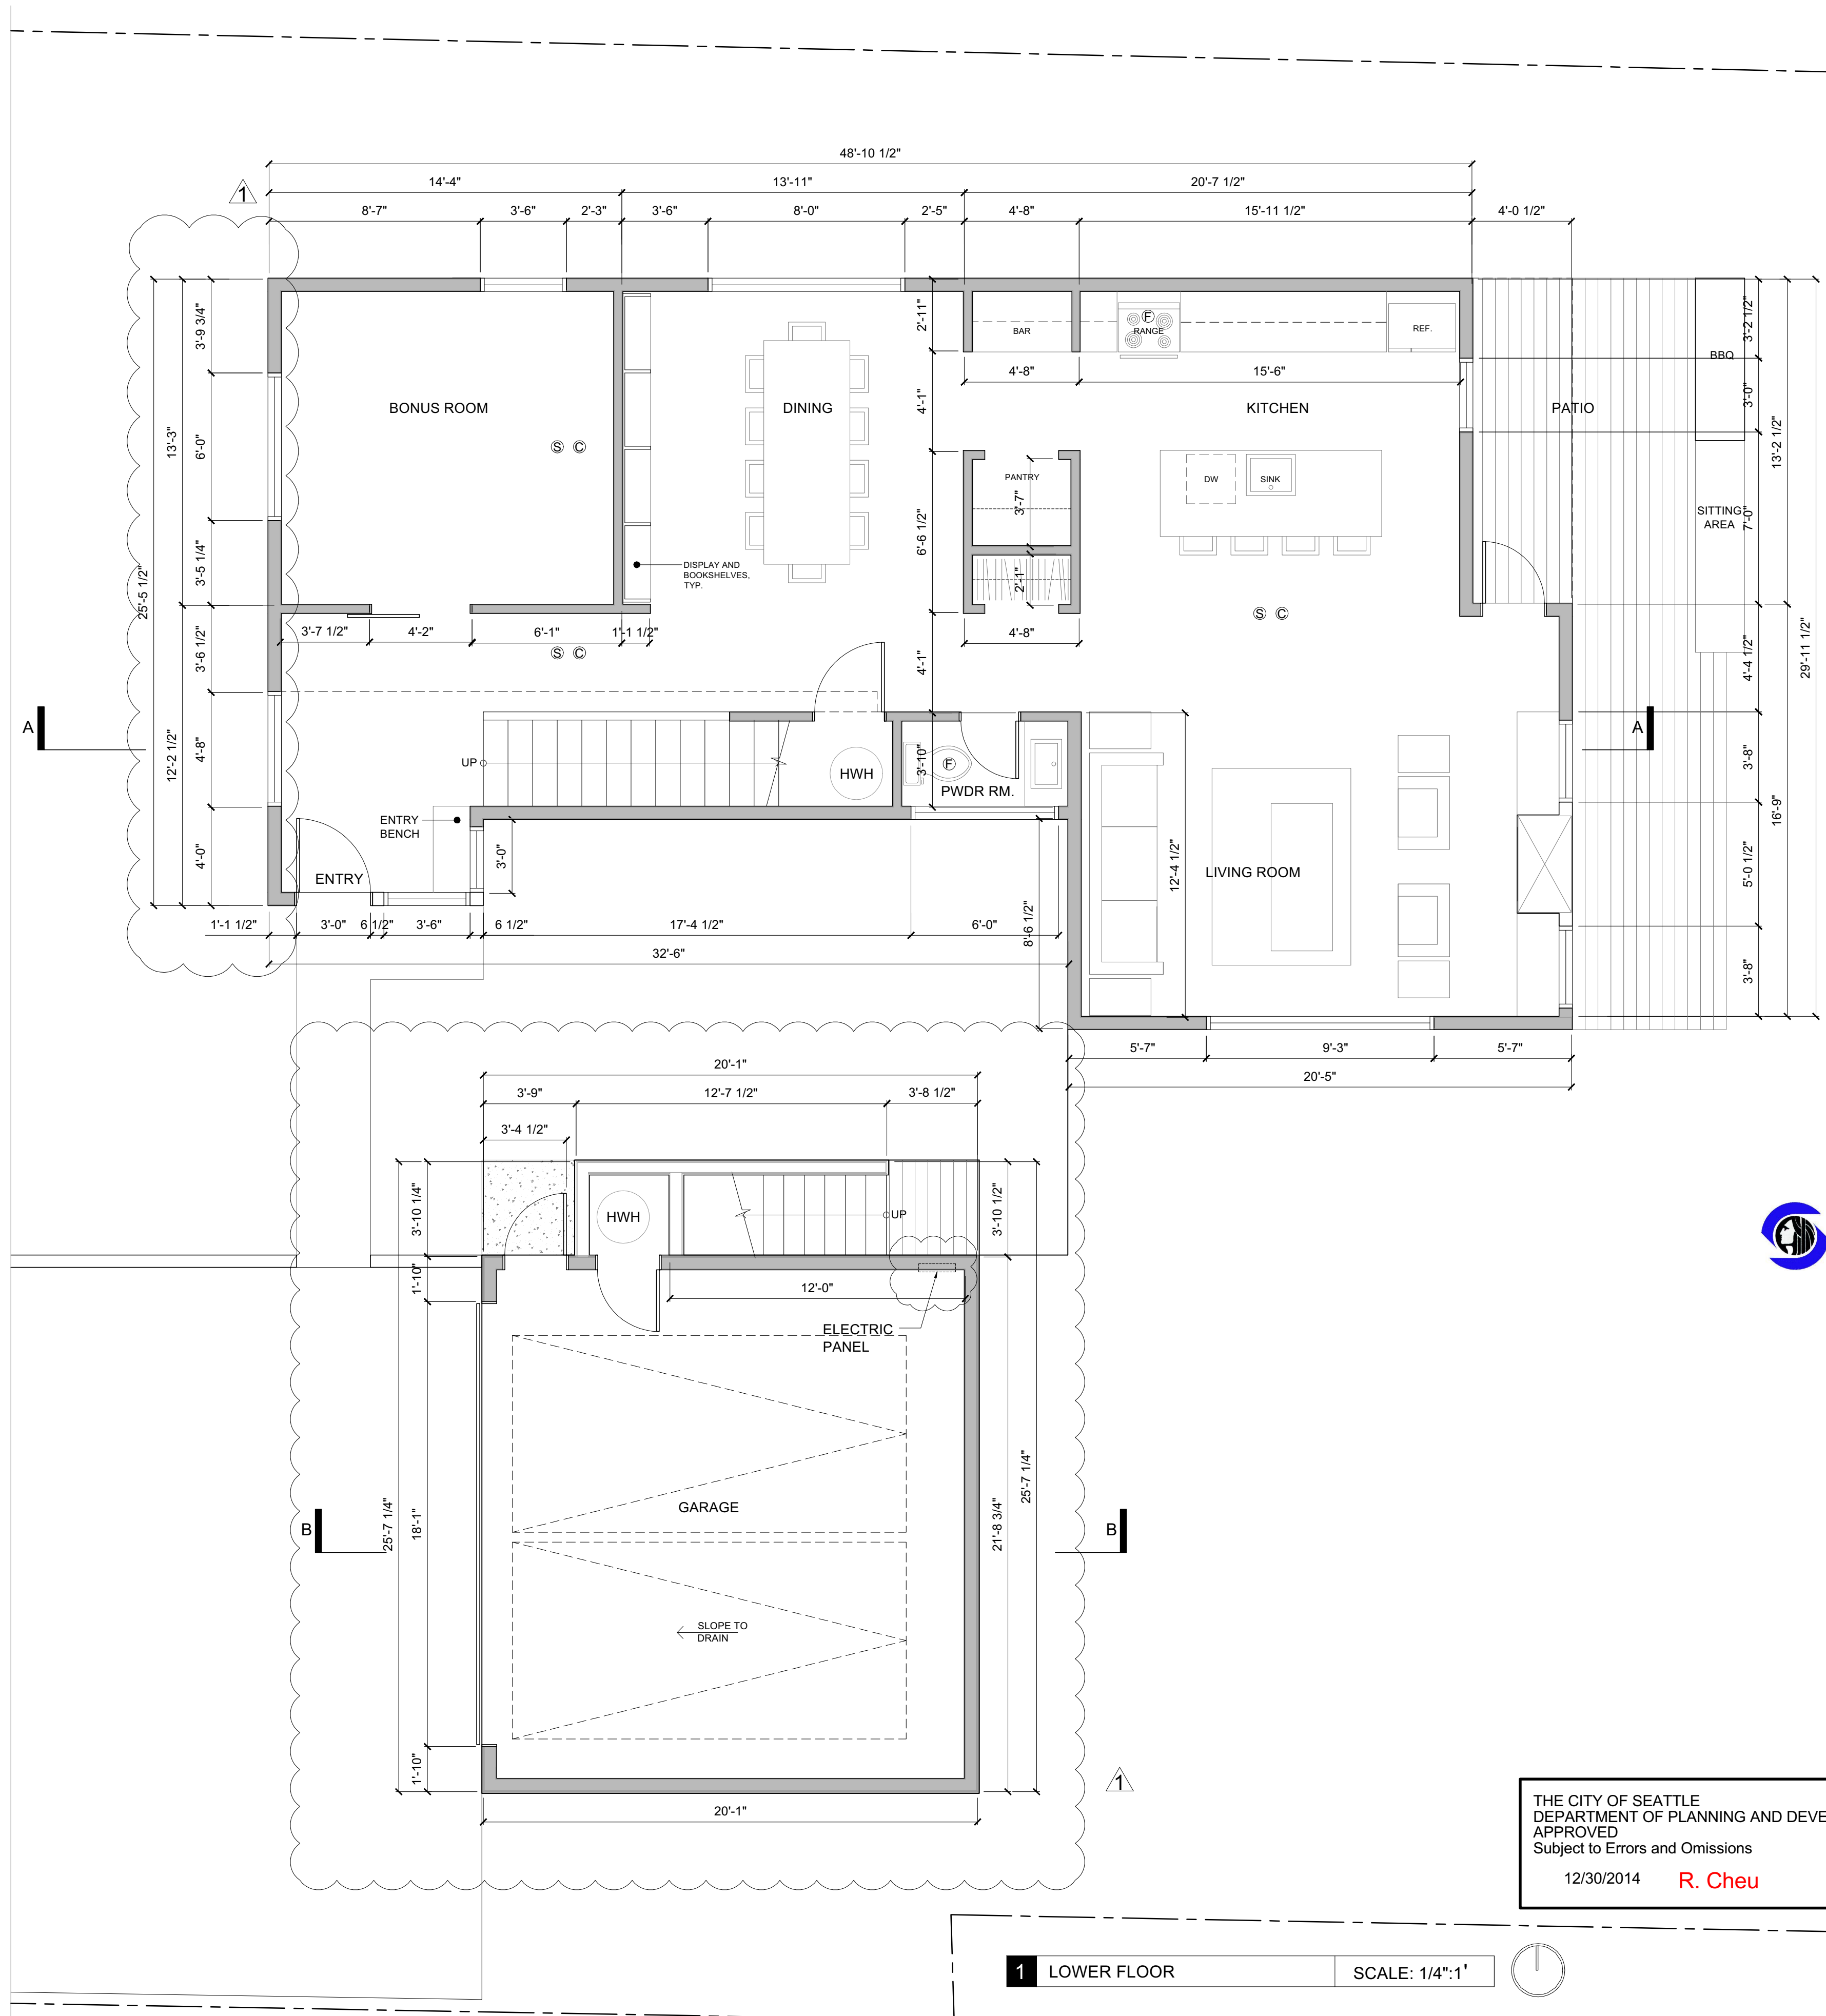 48'-10 1/2"
14'-4"
13'-11"
20'-7 1/2"
1
8'-7"
3'-6"
2'-3"
3'-6"
8'-0"
2'-5"
4'-8"
15'-11 1/2"
4'-0 1/2"
3'-9 3/4"
2'-11"
BAR
F
RANGE
REF.
3'-2 1/2"
BBQ
4'-8"
15'-6"
BONUS ROOM
DINING
4'-1"
KITCHEN
PATIO
3'-0"
13'-3"
6'-0"
S C
13'-2 1/2"
PANTRY
3'-7"
DW
SINK
SITTING
AREA
7'-0"
6'-6 1/2"
25'-5 1/2"
3'-5 1/4"
DISPLAY AND
BOOKSHELVES,
TYP.
2'-1"
S C
3'-7 1/2"
4'-2"
6'-1"
1'-1 1/2"
4'-8"
3'-6 1/2"
S C
4'-1"
4'-4 1/2"
29'-11 1/2"
A
A
12'-2 1/2"
4'-8"
UP
HWH
3'-10"
F
PWDR RM.
3'-8"
16'-9"
ENTRY
BENCH
4'-0"
3'-0"
ENTRY
12'-4 1/2"
LIVING ROOM
5'-0 1/2"
1'-1 1/2"
3'-0"
6 1/2"
3'-6"
6 1/2"
17'-4 1/2"
6'-0"
8'-6 1/2"
32'-6"
3'-8"
5'-7"
9'-3"
5'-7"
20'-5"
20'-1"
3'-9"
12'-7 1/2"
3'-8 1/2"
3'-4 1/2"
3'-10 1/4"
HWH
UP
3'-10 1/2"
1'-10"
12'-0"
ELECTRIC
PANEL
25'-7 1/4"
18'-1"
GARAGE
21'-8 3/4"
25'-7 1/4"
B
B
SLOPE TO
DRAIN
1'-10"
1
20'-1"
THE CITY OF SEATTLE
DEPARTMENT OF PLANNING AND DEVE
APPROVED
Subject to Errors and Omissions
12/30/2014 R. Cheu
1 LOWER FLOOR SCALE: 1/4":1'